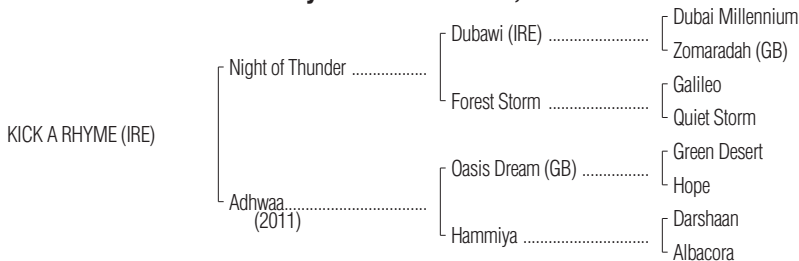 Dubai Millennium
Dubawi (IRE) ........................
Zomaradah (GB)
Night of Thunder ..................
Galileo
Forest Storm ........................
Quiet Storm
KICK A RHYME (IRE)
Green Desert
Oasis Dream (GB) ................
Hope
Adhwaa..................................
(2011)
Darshaan
Hammiya ..............................
Albacora